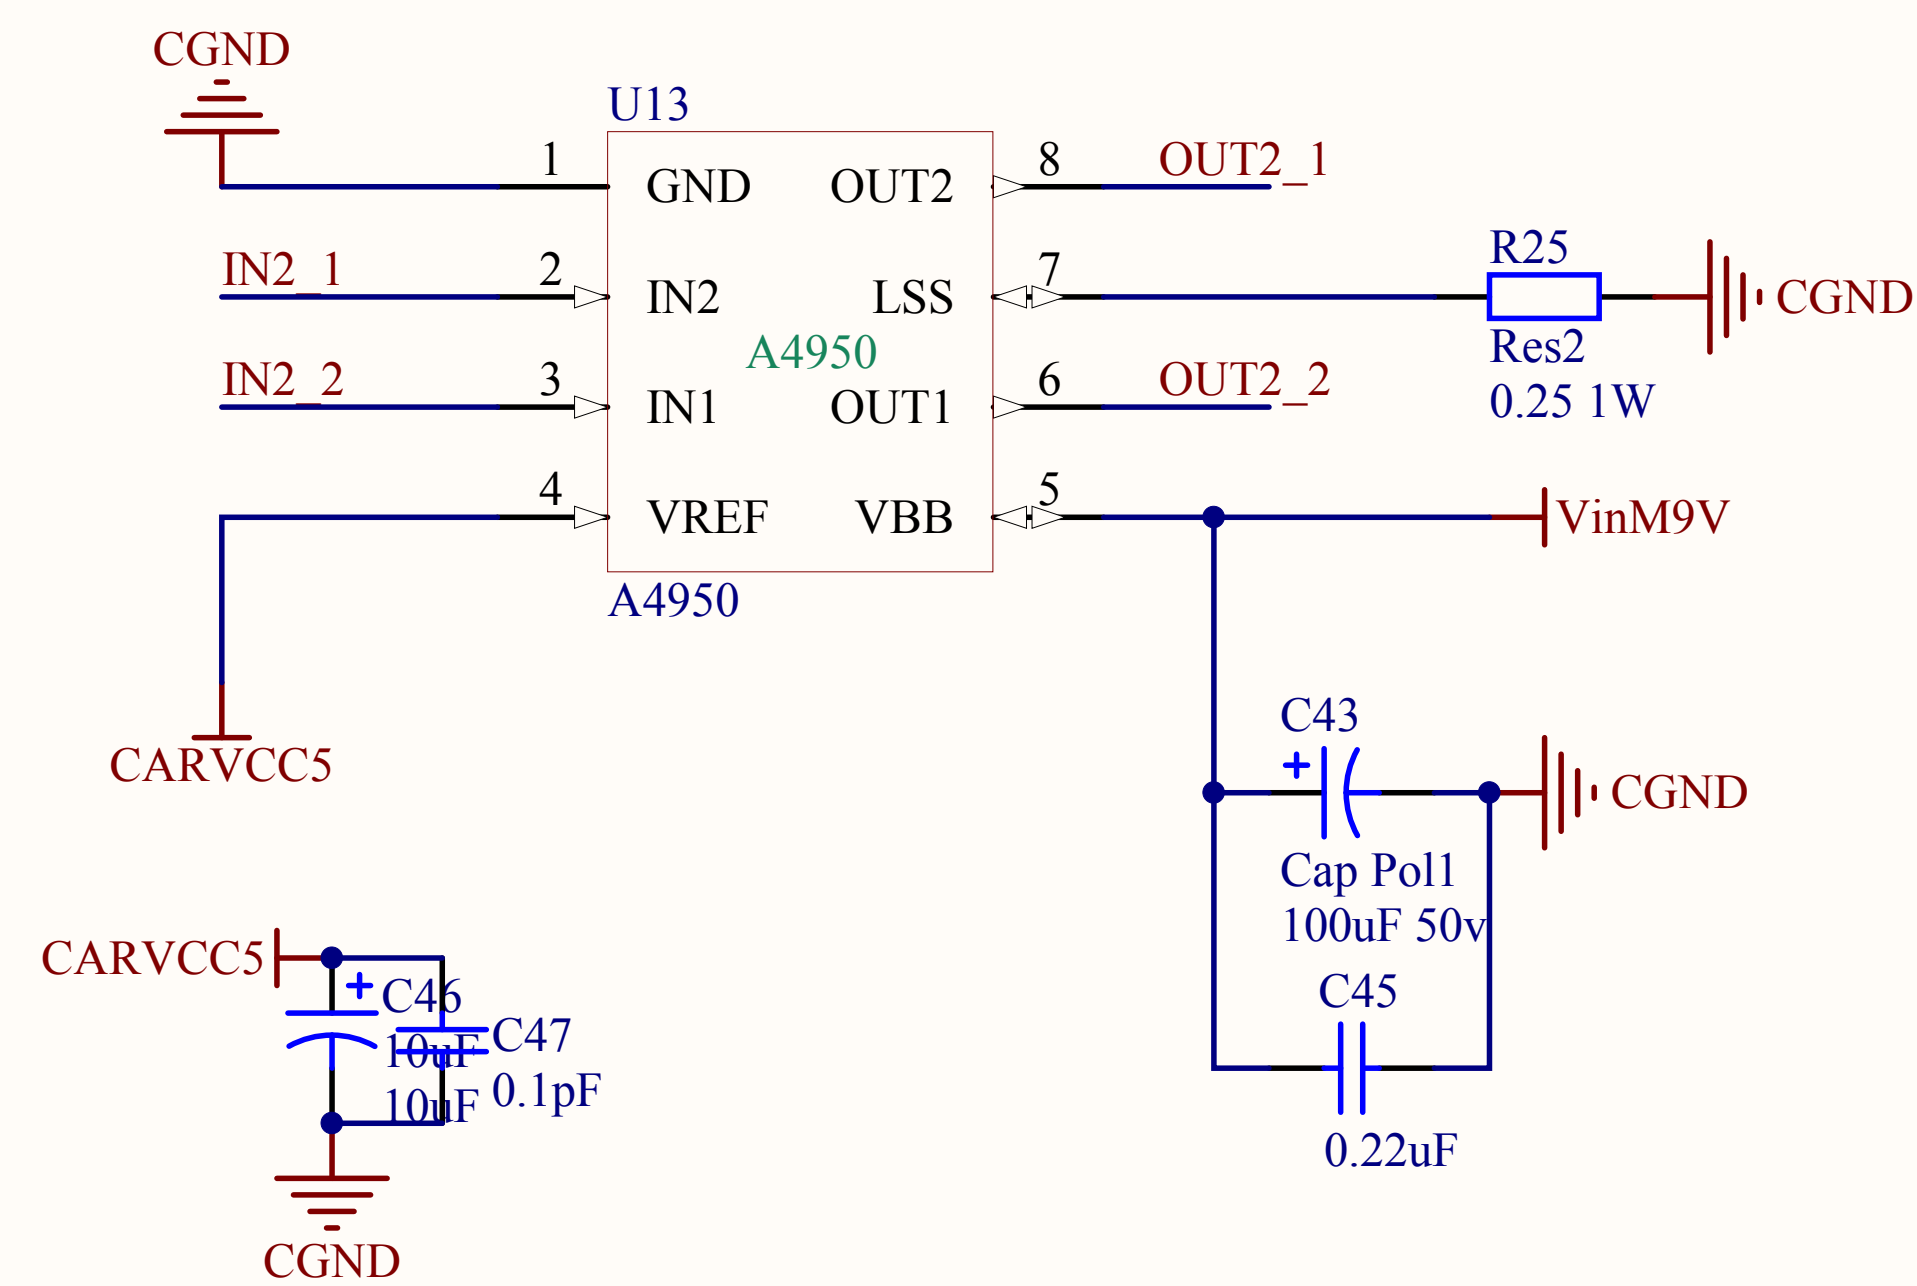 CGND
U13
1
GND
OUT2
8
OUT2_1
IN2_1
2
IN2
LSS
7
R25
CGND
A4950
Res2
0.25 1W
IN2_2
3
IN1
OUT1
6
OUT2_2
4
VREF
VBB
5
VinM9V
A4950
CARVCC5
C43
CGND
Cap Pol1
100uF 50v
CARVCC5
C46
10uF
10uF
C47
0.1pF
C45
0.22uF
CGND